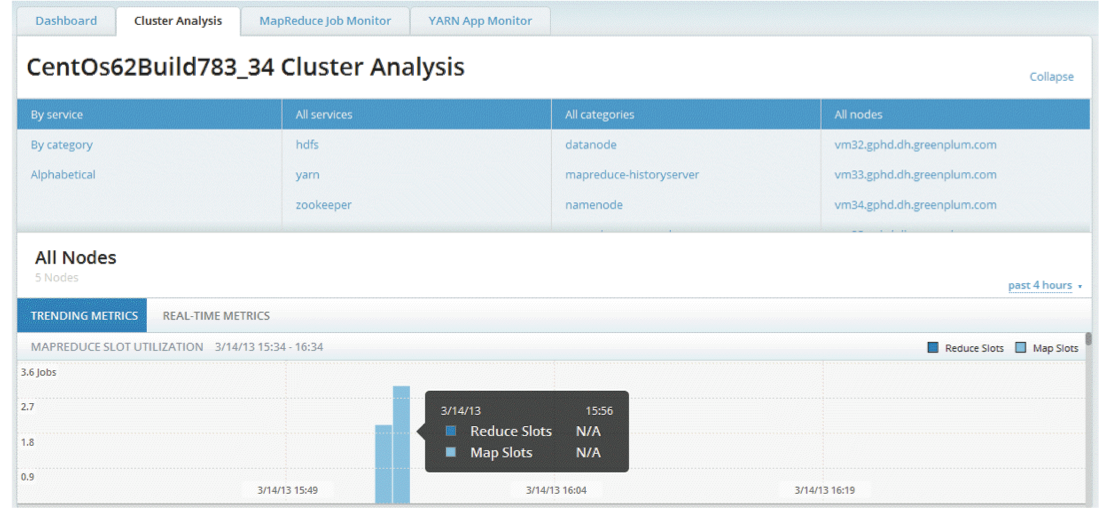 Dashboard Cluster Analysis MapReduce Job Monitor YARN App Monitor
CentOs62Build783_34 Cluster Analysis
Collapse
By service All services All categories All nodes
By category hdfs datanode vm32.gphd.dh.greenplum.com
Alphabetical yarn mapreduce-historyserver vm33.gphd.dh.greenplum.com
zookeeper namenode vm34.gphd.dh.greenplum.com
All Nodes
5 Nodes
past 4 hours
TRENDING METRICS REAL-TIME METRICS
MAPREDUCE SLOT UTILIZATION 3/14/13 15:34 - 16:34 Reduce Slots Map Slots
3.6 Jobs
2.7
1.8
0.9
3/14/13 15:56
Reduce Slots N/A
Map Slots N/A
3/14/13 15:49 3/14/13 16:04 3/14/13 16:19